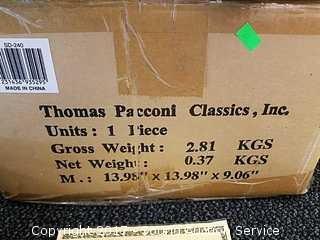 SD-240
MADE IN CHINA
Thomas Pacconi Classics, Inc.
Units : 1 Piece
Gross Weight : 2.81 KGS
Net Weight : 0.37 KGS
M. : 13.98" x 13.98" x 9.06"
Service